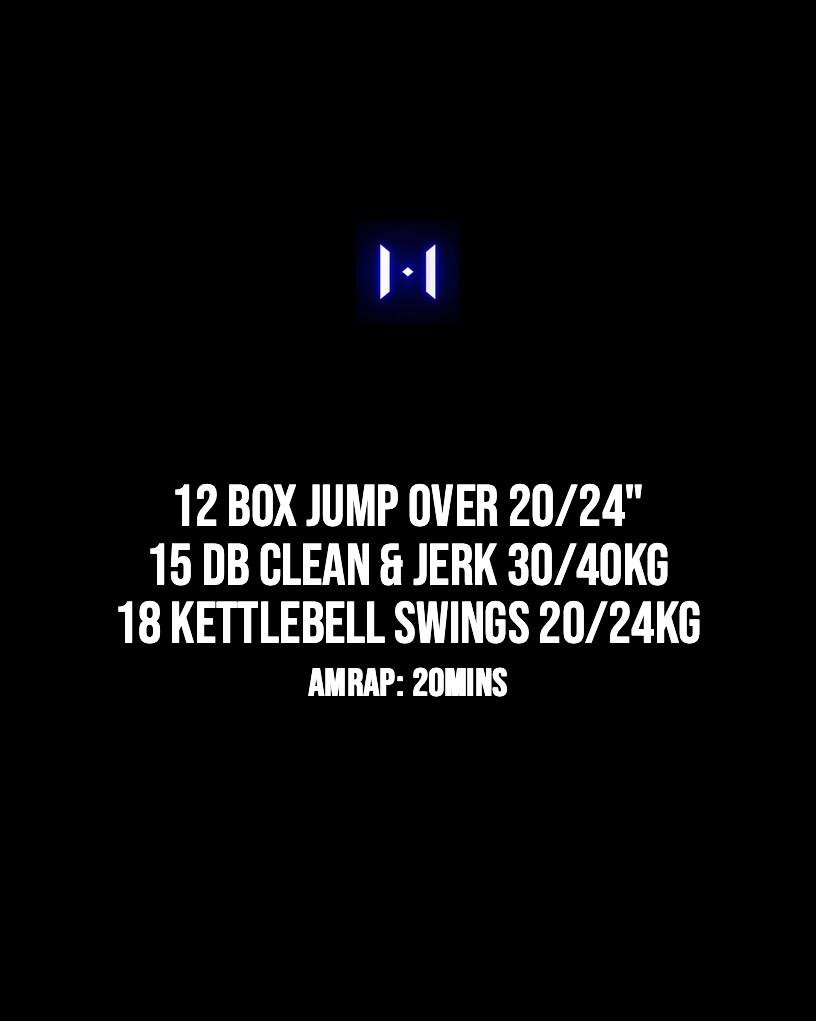 12 BOX JUMP OVER 20/24"
15 DB CLEAN & JERK 30/40KG
18 KETTLEBELL SWINGS 20/24KG
AMRAP: 20MINS